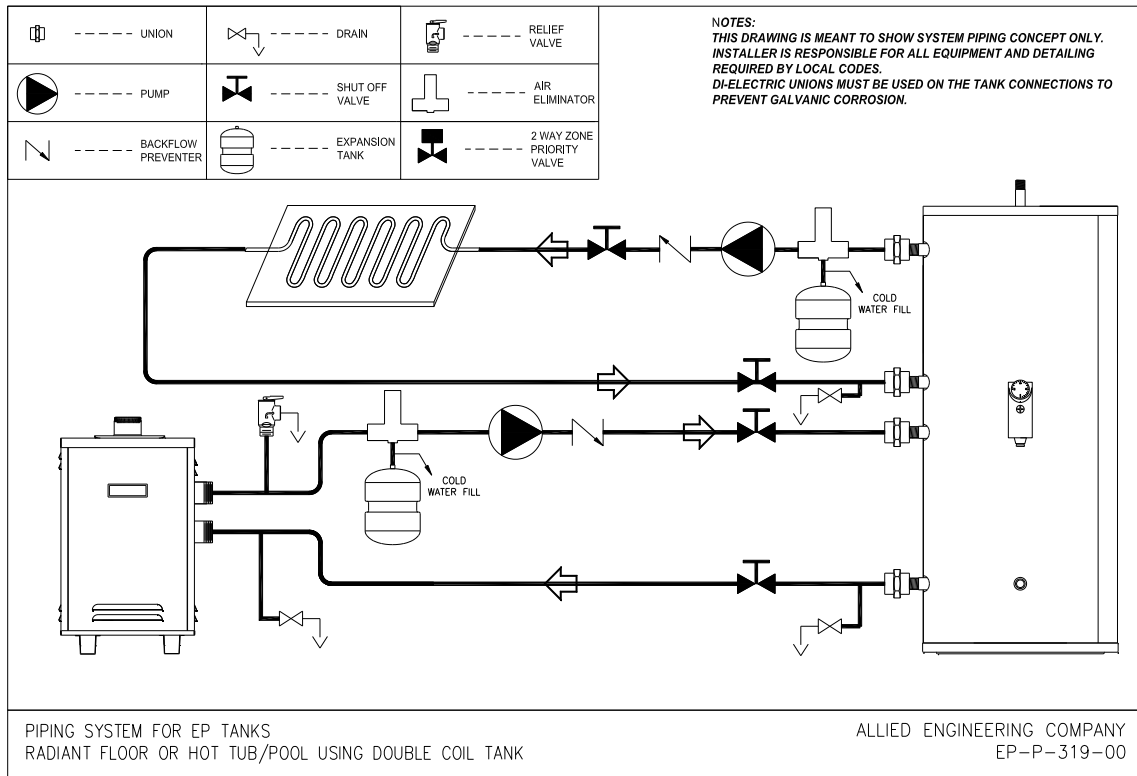 UNION
DRAIN
RELIEF
VALVE
PUMP
SHUT OFF
VALVE
AIR
ELIMINATOR
BACKFLOW
PREVENTER
EXPANSION
TANK
2 WAY ZONE
PRIORITY
VALVE
NOTES:
THIS DRAWING IS MEANT TO SHOW SYSTEM PIPING CONCEPT ONLY.
INSTALLER IS RESPONSIBLE FOR ALL EQUIPMENT AND DETAILING
REQUIRED BY LOCAL CODES.
DI-ELECTRIC UNIONS MUST BE USED ON THE TANK CONNECTIONS TO
PREVENT GALVANIC CORROSION.
COLD
WATER FILL
COLD
WATER FILL
PIPING SYSTEM FOR EP TANKS
RADIANT FLOOR OR HOT TUB/POOL USING DOUBLE COIL TANK
ALLIED ENGINEERING COMPANY
EP-P-319-00